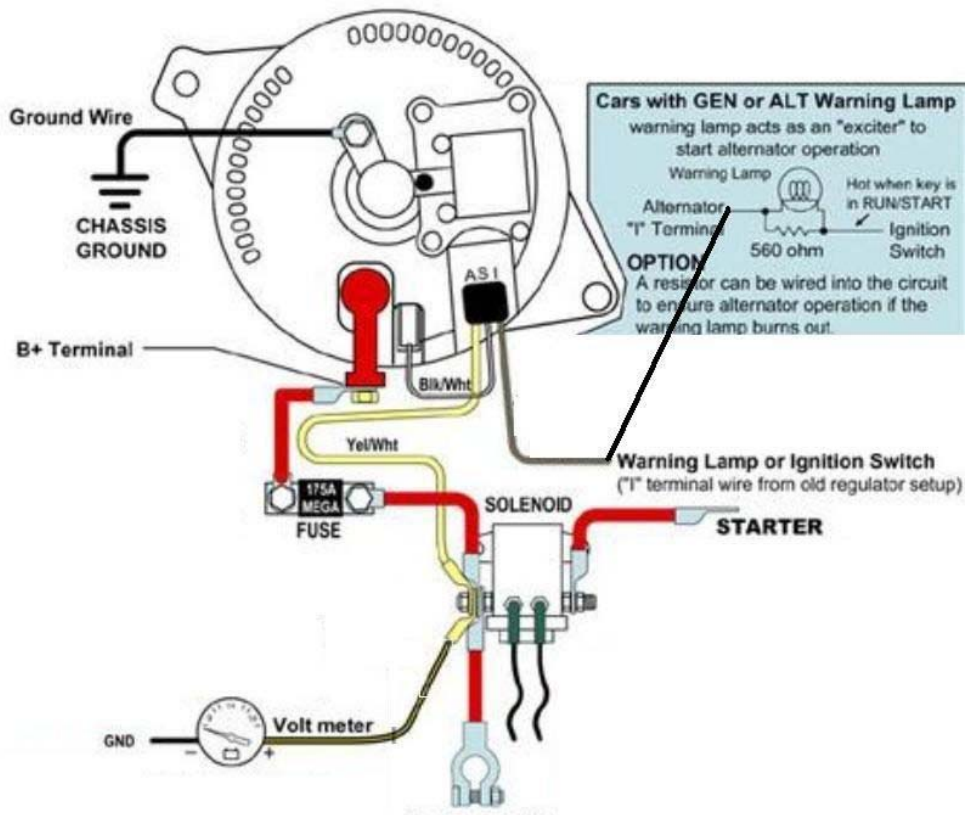 Ground Wire
CHASSIS
GROUND
Cars with GEN or ALT Warning Lamp
warning lamp acts as an "exciter" to
start alternator operation
Warning Lamp
Hot when key is
in RUN/START
Alternator
"I" Terminal
Ignition
Switch
560 ohm
OPTION
A resistor can be wired into the circuit
to ensure alternator operation if the
warning lamp burns out.
A S I
B+ Terminal
Blk/Wht
Yel/Wht
Warning Lamp or Ignition Switch
("I" terminal wire from old regulator setup)
175A
MEGA
FUSE
SOLENOID
STARTER
Volt meter
GND
− +